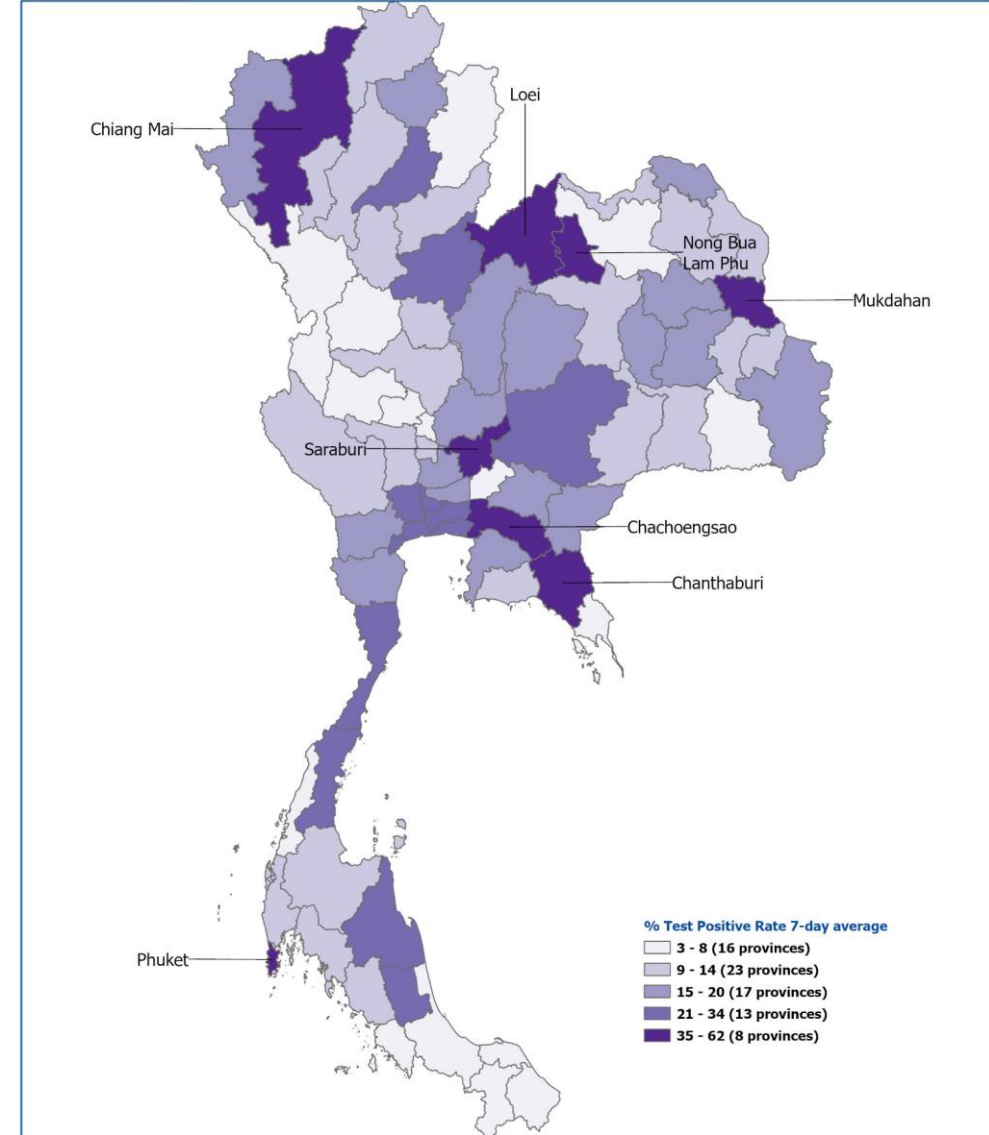 Loei
Chiang Mai
Nong Bua
Lam Phu
Mukdahan
Saraburi
Chachoengsao
Chanthaburi
Phuket
% Test Positive Rate 7-day average
3 - 8 (16 provinces)
9 - 14 (23 provinces)
15 - 20 (17 provinces)
21 - 34 (13 provinces)
35 - 62 (8 provinces)